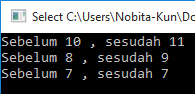 Select C:\Users\Nobita-Kun\Do
Sebelum 10 , sesudah 11
Sebelum 8 , sesudah 9
Sebelum 7 , sesudah 7